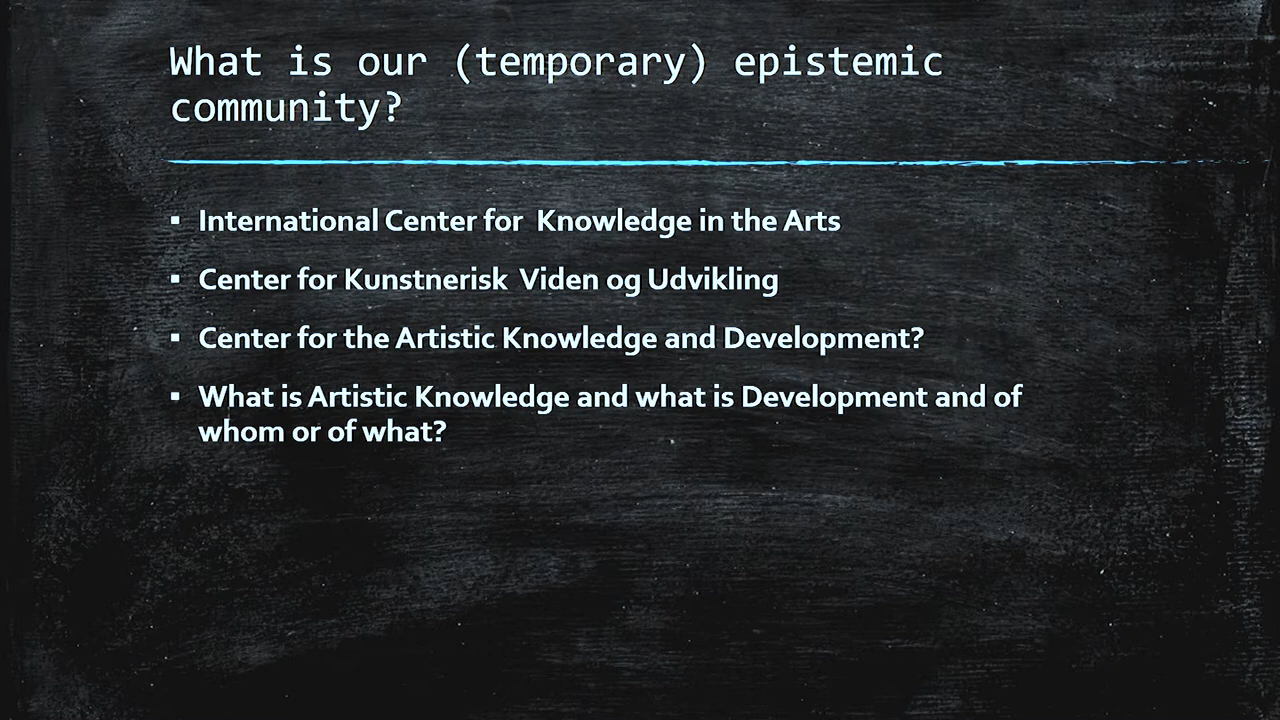 What is our (temporary) epistemic
community?
▪ International Center for  Knowledge in the Arts
▪ Center for Kunstnerisk  Viden og Udvikling
▪ Center for the Artistic Knowledge and Development?
▪ What is Artistic Knowledge and what is Development and of
whom or of what?